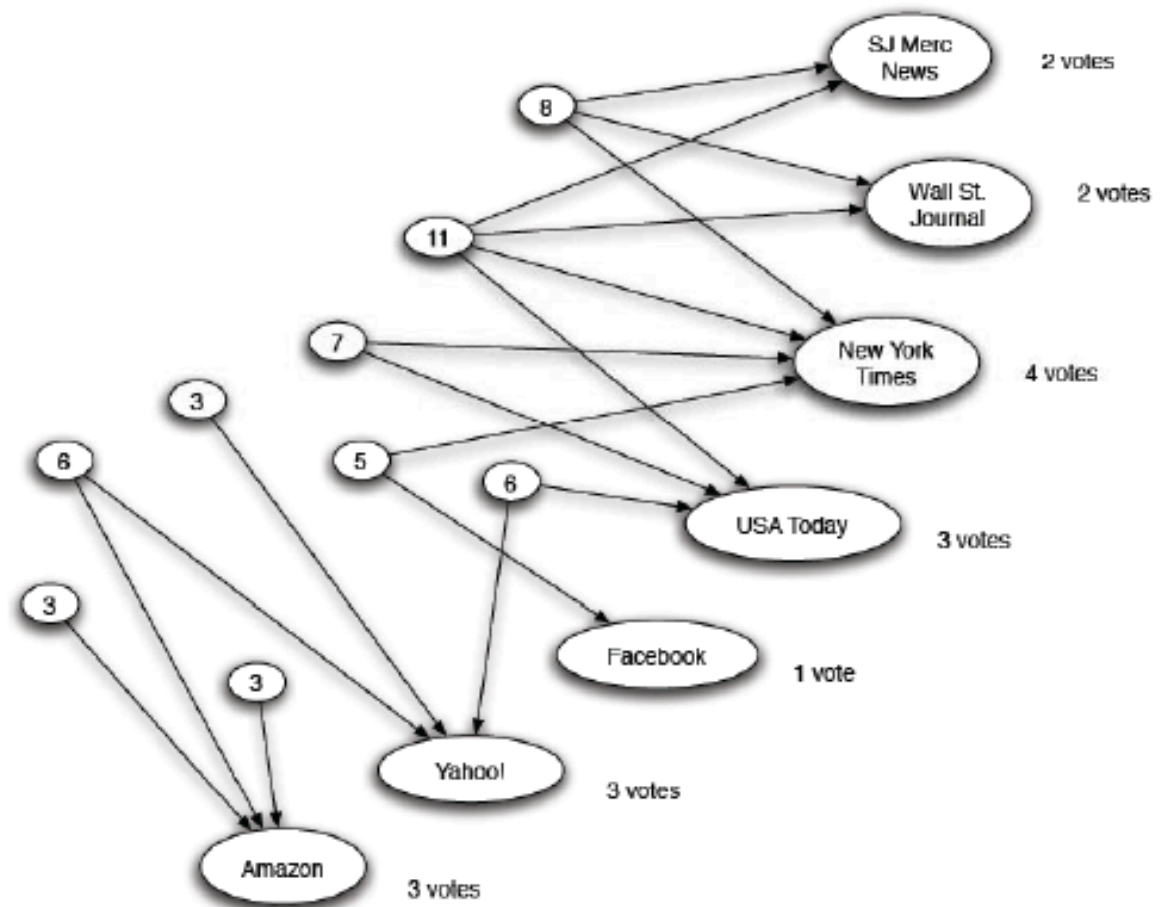 SJ Merc
News
2 votes
8
Wall St.
Journal
2 votes
11
New York
Times
4 votes
7
3
6
5
6
USA Today
3 votes
3
Facebook
1 vote
3
Yahoo!
3 votes
Amazon
3 votes